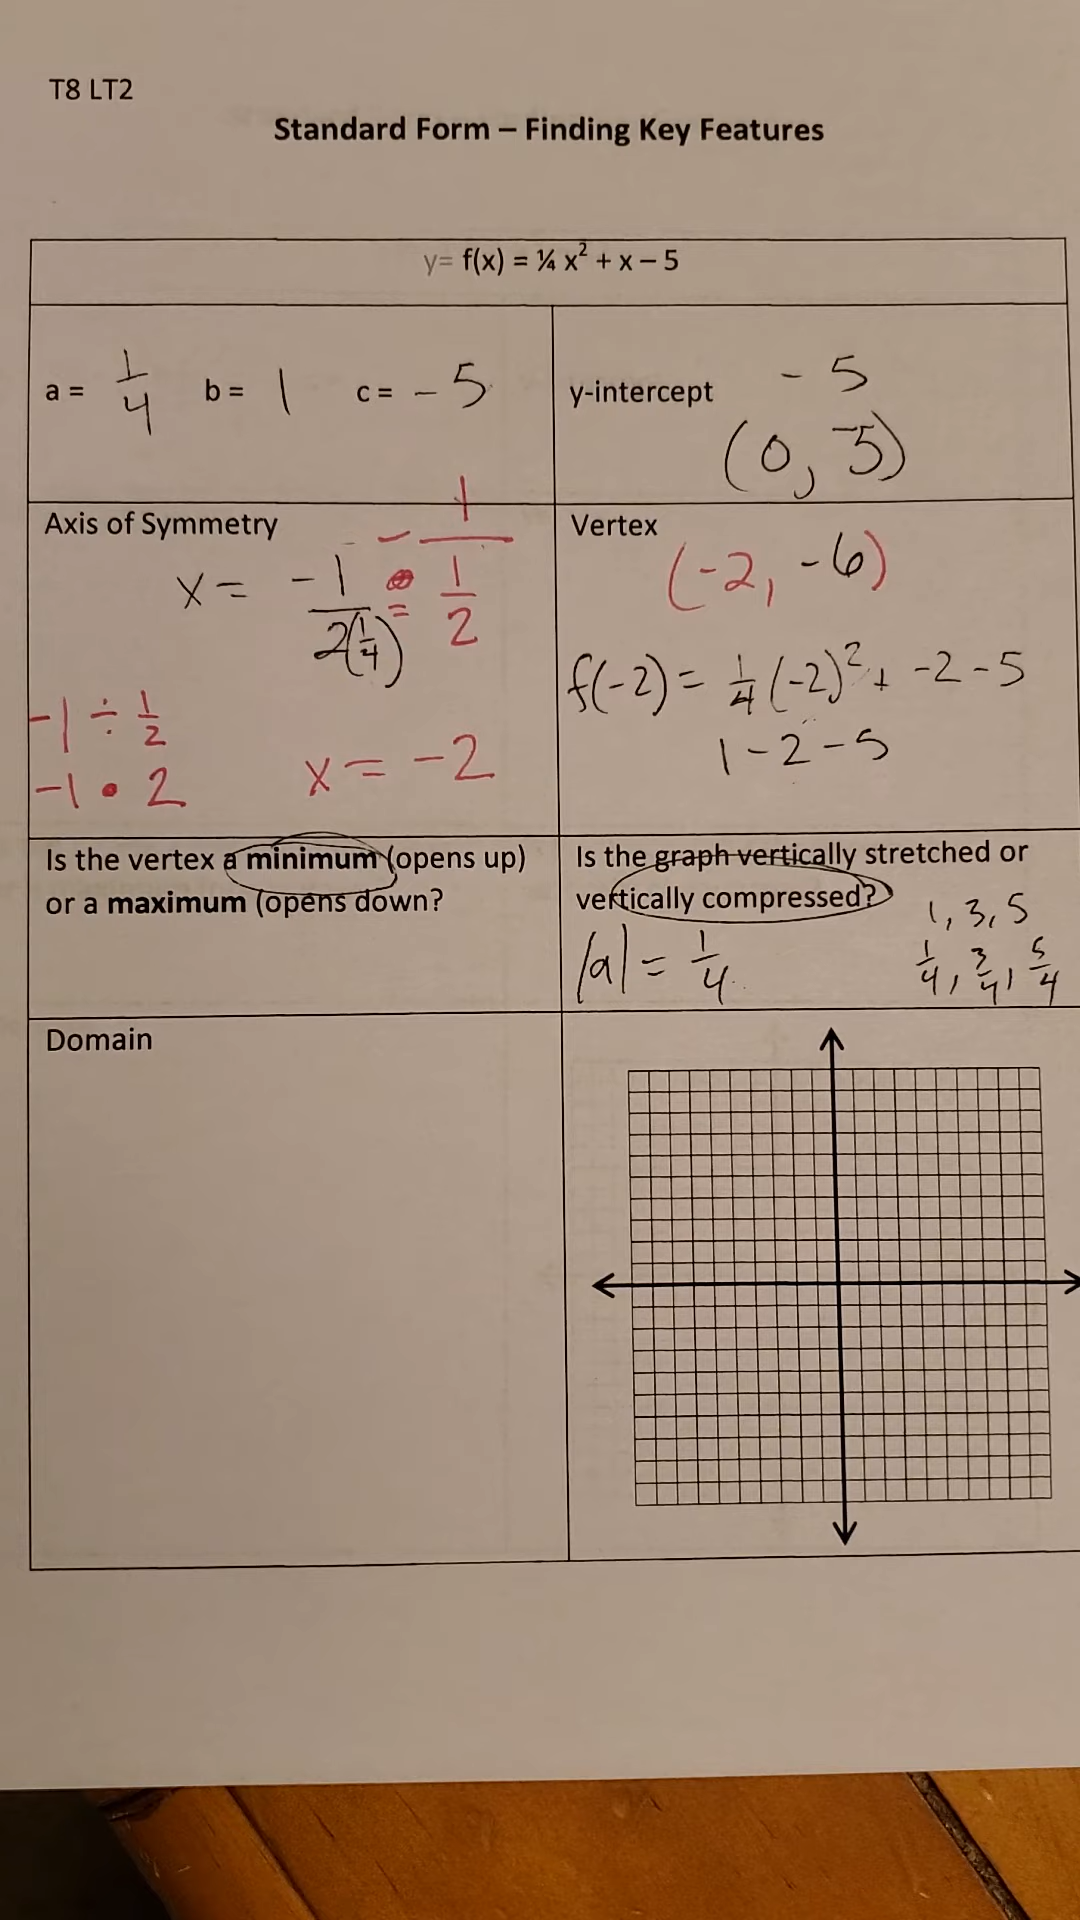 T8 LT2
Standard Form – Finding Key Features
y= f(x) = ¼ x² + x – 5
a = 1/4 b = 1 c = -5
y-intercept -5
(0, -5)
Axis of Symmetry
x = -1/2(1/4) = -1/(1/2)
-1 ÷ 1/2
-1 • 2
x = -2
Vertex
(-2, -6)
f(-2) = 1/4 (-2)² + -2 - 5
1 - 2 - 5
Is the vertex a minimum (opens up)
or a maximum (opens down?
Is the graph vertically stretched or
vertically compressed?
1, 3, 5
|a| = 1/4
1/4, 3/4, 5/4
Domain